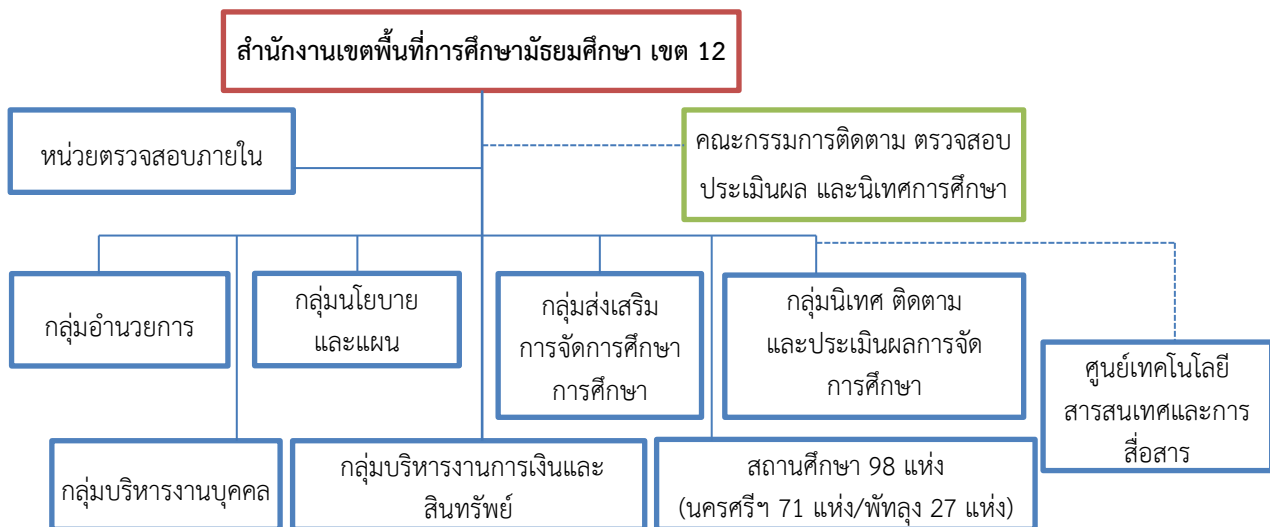 สำนักงานเขตพื้นที่การศึกษามัธยมศึกษา เขต 12
หน่วยตรวจสอบภายใน
คณะกรรมการติดตาม ตรวจสอบ
ประเมินผล และนิเทศการศึกษา
กลุ่มอำนวยการ
กลุ่มนโยบาย
และแผน
กลุ่มส่งเสริม
การจัดการศึกษา
การศึกษา
กลุ่มนิเทศ ติดตาม
และประเมินผลการจัด
การศึกษา
ศูนย์เทคโนโลยี
สารสนเทศและการ
สื่อสาร
กลุ่มบริหารงานบุคคล
กลุ่มบริหารงานการเงินและ
สินทรัพย์
สถานศึกษา 98 แห่ง
(นครศรีฯ 71 แห่ง/พัทลุง 27 แห่ง)